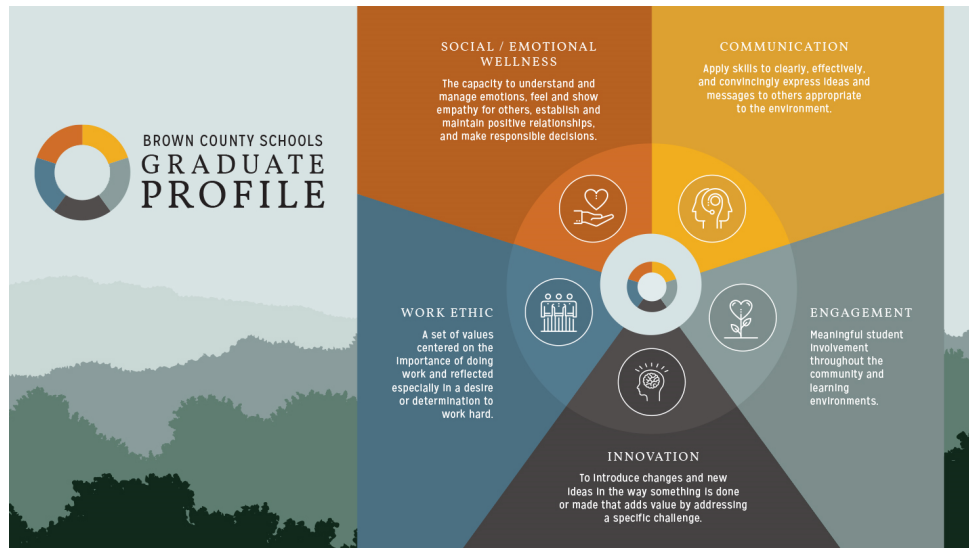 BROWN COUNTY SCHOOLS
GRADUATE
PROFILE
SOCIAL / EMOTIONAL
WELLNESS
The capacity to understand and
manage emotions, feel and show
empathy for others, establish and
maintain positive relationships,
and make responsible decisions.
COMMUNICATION
Apply skills to clearly, effectively,
and convincingly express ideas and
messages to others appropriate
to the environment.
WORK ETHIC
A set of values
centered on the
importance of doing
work and reflected
especially in a desire
or determination to
work hard.
ENGAGEMENT
Meaningful student
involvement
throughout the
community and
learning
environments.
INNOVATION
To introduce changes and new
ideas in the way something is done
or made that adds value by addressing
a specific challenge.